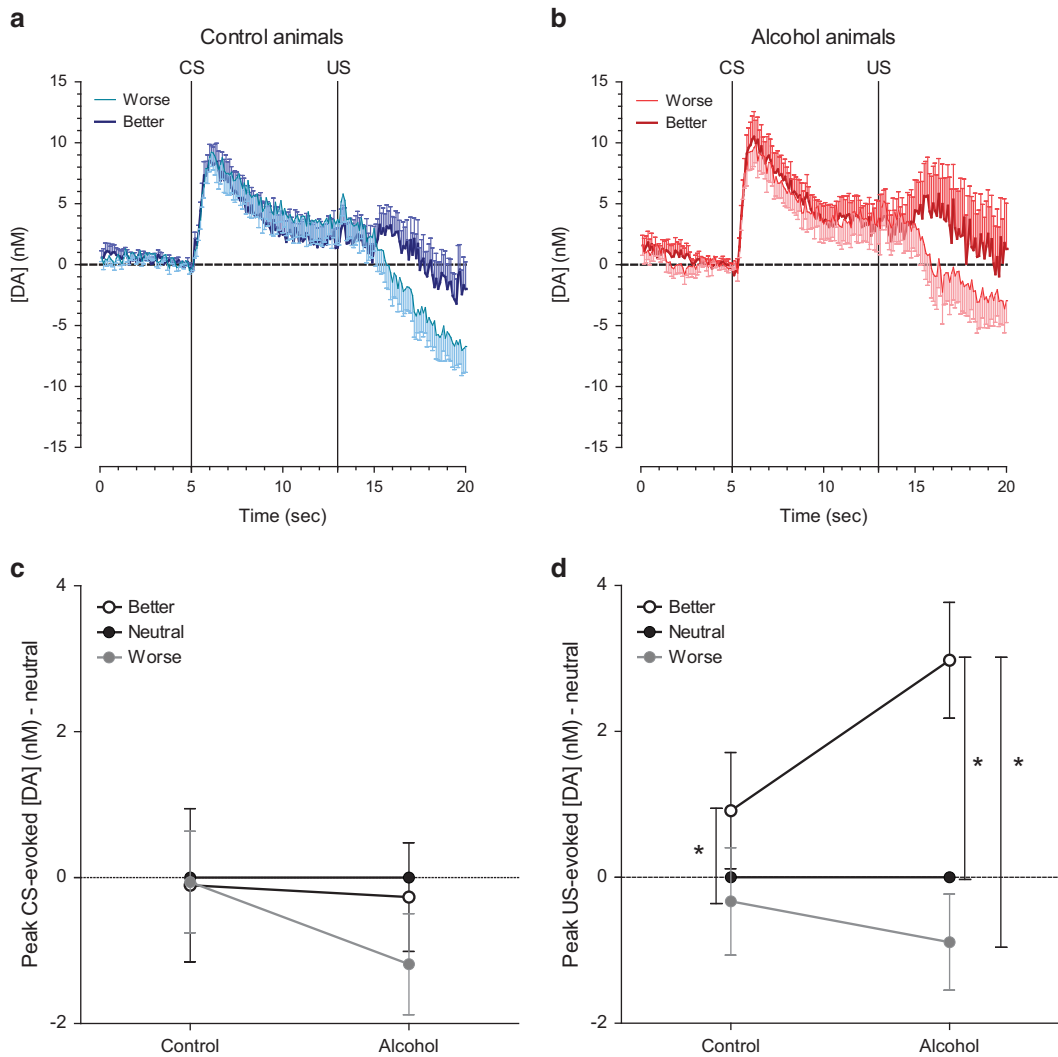 a
Control animals
CS
US
Worse
Better
15
10
5
0
-5
-10
-15
[DA] (nM)
0
5
10
15
20
Time (sec)
b
Alcohol animals
CS
US
Worse
Better
15
10
5
0
-5
-10
-15
[DA] (nM)
0
5
10
15
20
Time (sec)
c
Better
Neutral
Worse
4
2
0
-2
Peak CS-evoked [DA] (nM) - neutral
Control
Alcohol
d
Better
Neutral
Worse
4
2
0
-2
Peak US-evoked [DA] (nM) - neutral
*
*
*
Control
Alcohol